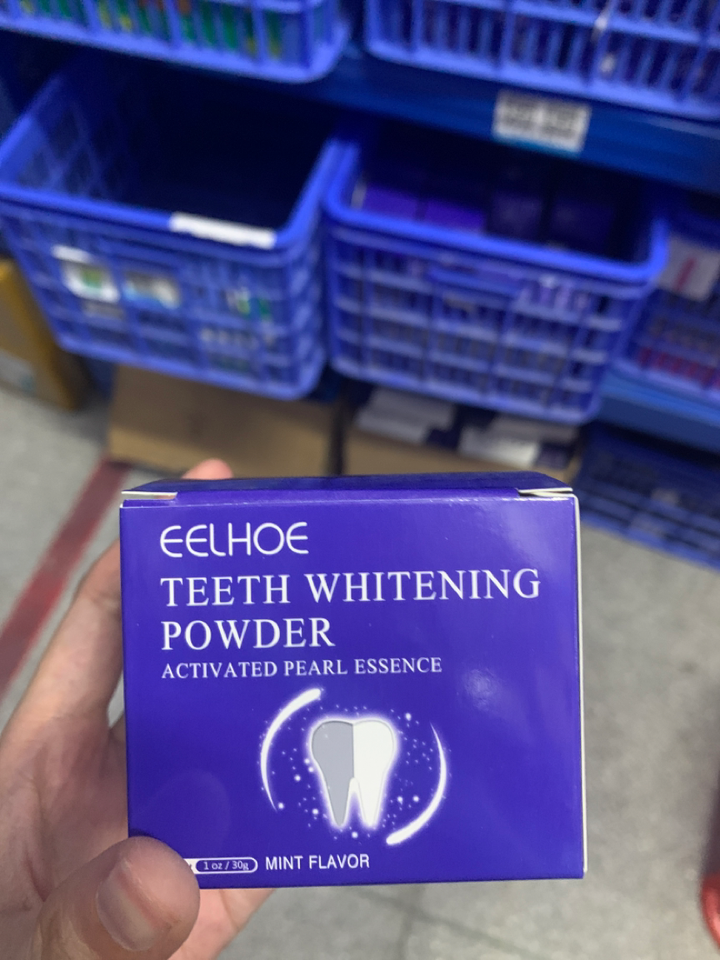 EELHOE
TEETH WHITENING
POWDER
ACTIVATED PEARL ESSENCE
1 oz / 30g
MINT FLAVOR